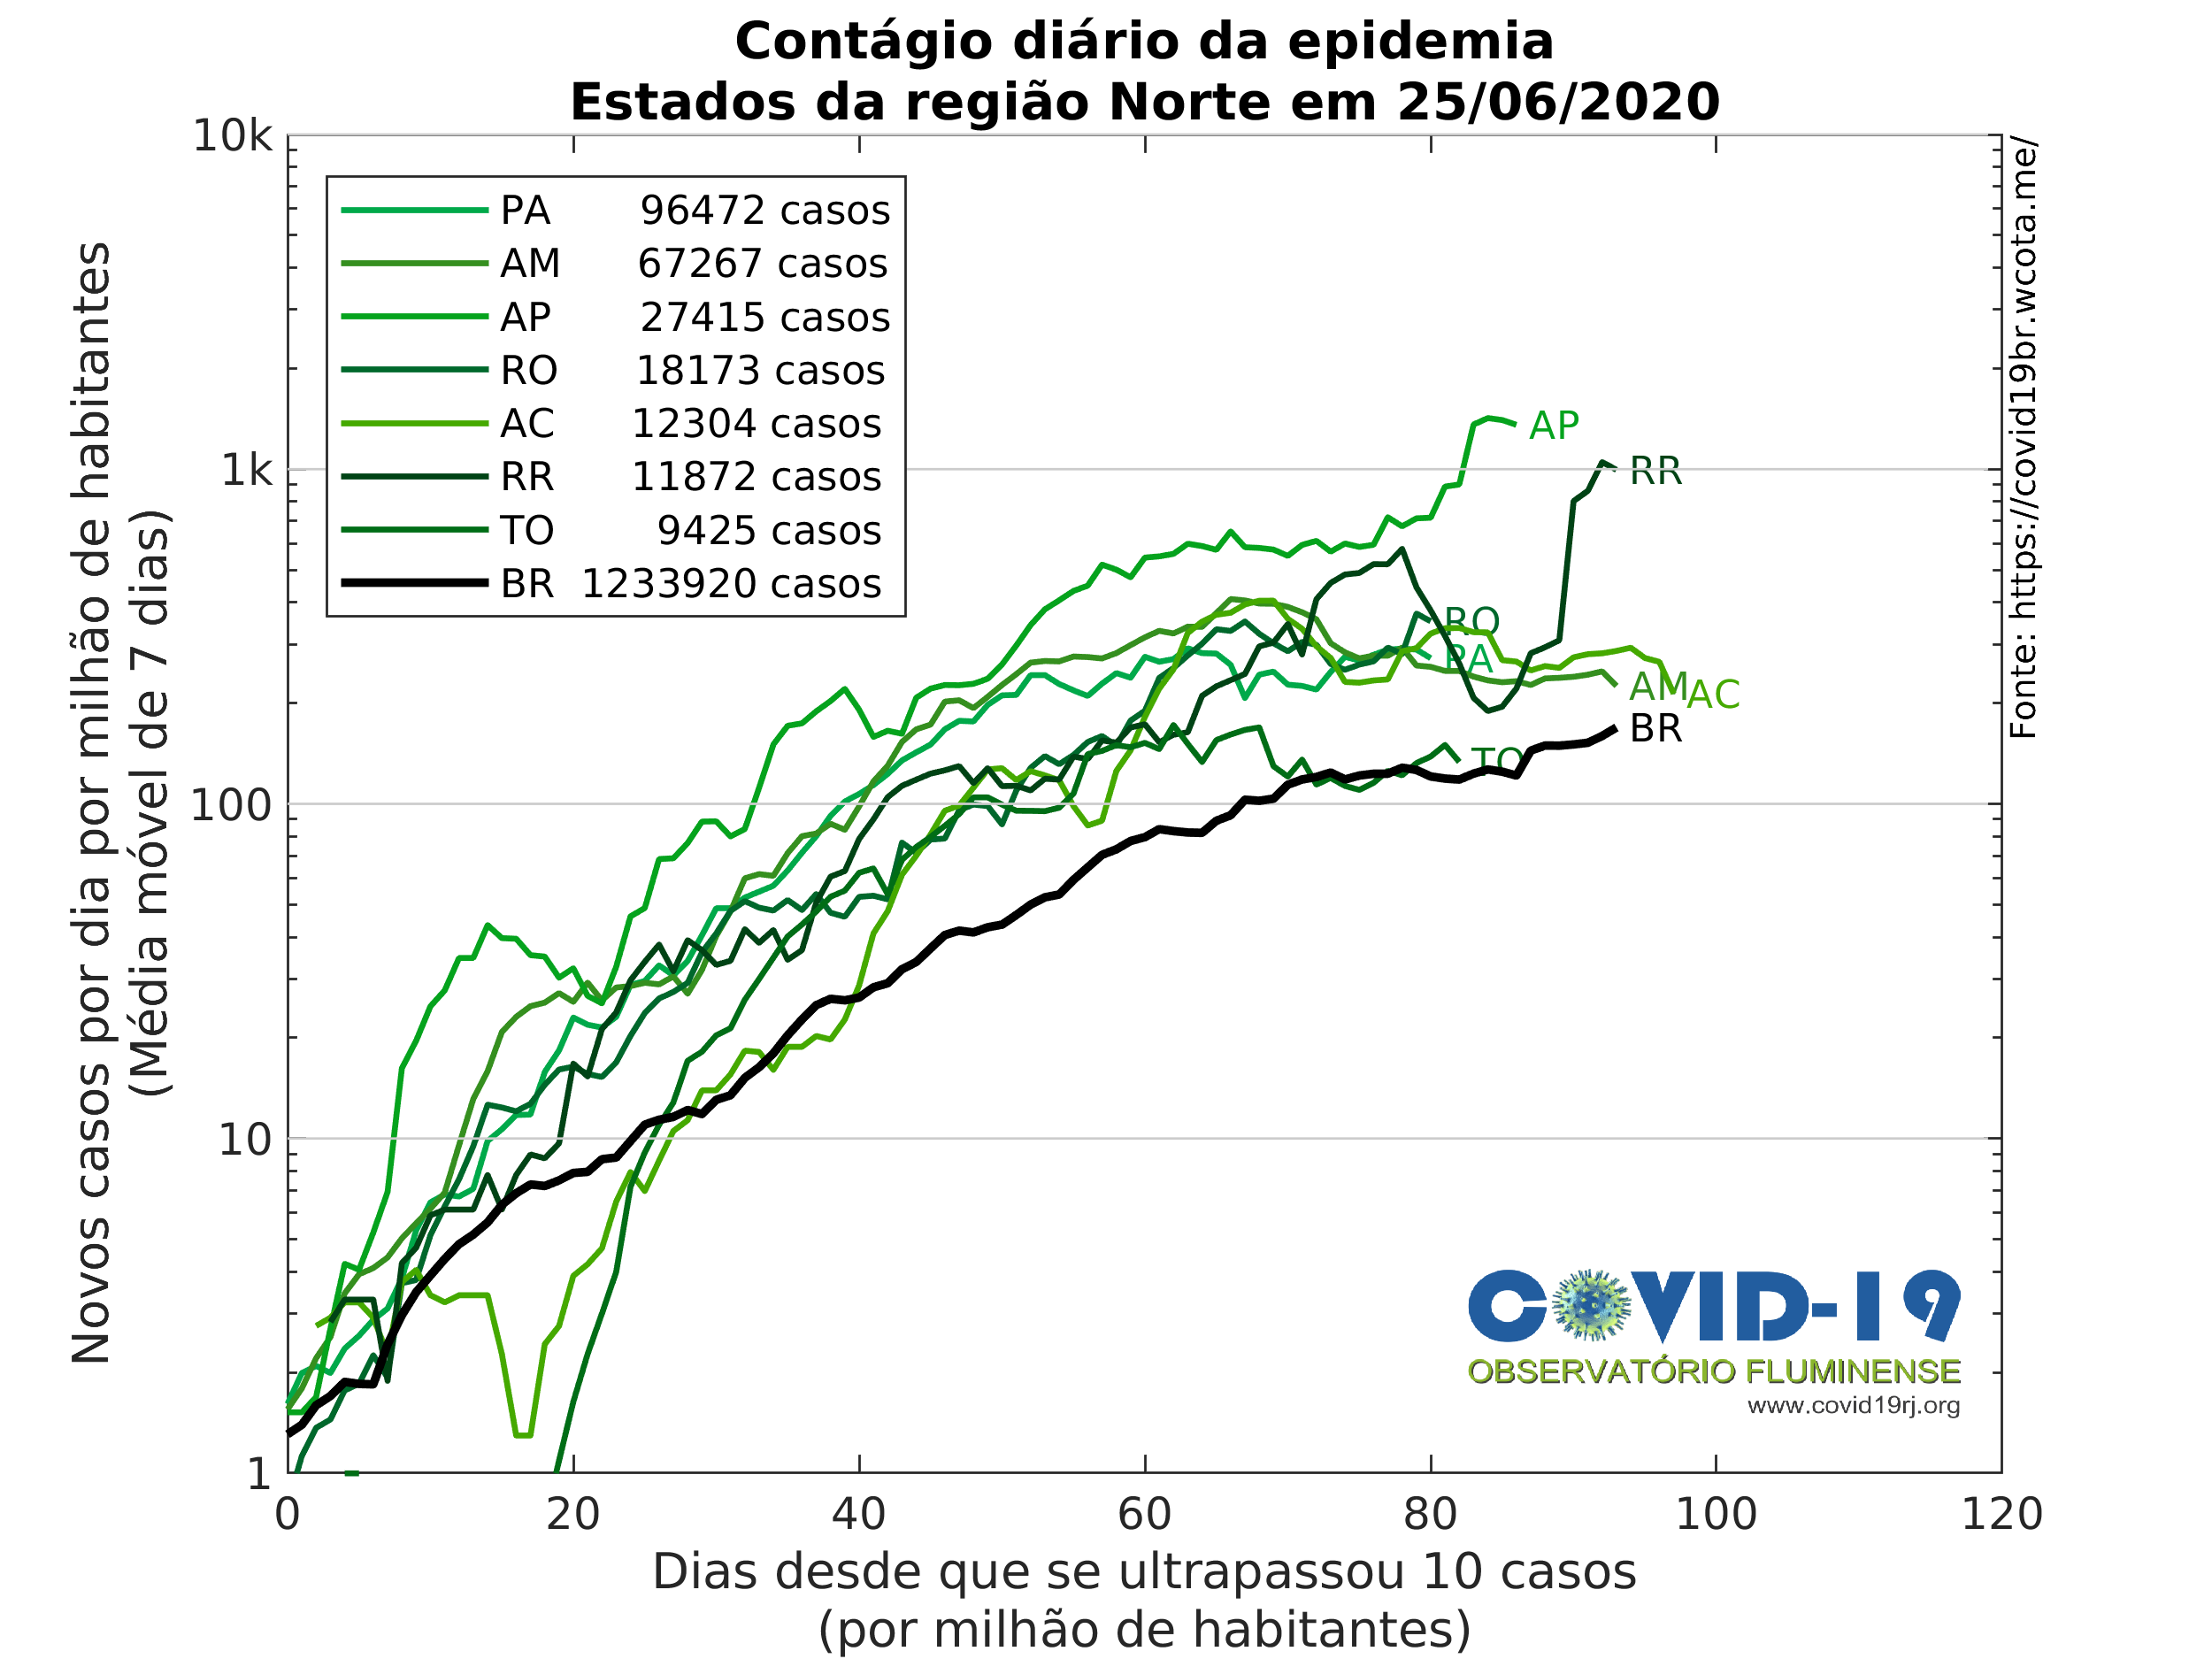 Contágio diário da epidemia
Estados da região Norte em 25/06/2020
Novos casos por dia por milhão de habitantes
(Média móvel de 7 dias)
10k
1k
100
10
1
PA 96472 casos
AM 67267 casos
AP 27415 casos
RO 18173 casos
AC 12304 casos
RR 11872 casos
TO 9425 casos
BR 1233920 casos
AP
RR
RO
PA
AM
AC
BR
TO
Fonte: https://covid19br.wcota.me/
COVID-19
OBSERVATÓRIO FLUMINENSE
www.covid19rj.org
0 20 40 60 80 100 120
Dias desde que se ultrapassou 10 casos
(por milhão de habitantes)